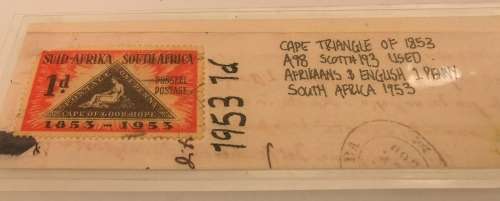 SUID-AFRIKA SOUTH AFRICA
1d
POSSEËL
POSTAGE
CAPE OF GOOD HOPE
1853 - 1953
1953 1d
CAPE TRIANGLE OF 1853
A98 SCOTT#193 USED
AFRIKAANS & ENGLISH 1 PENNY
SOUTH AFRICA 1953